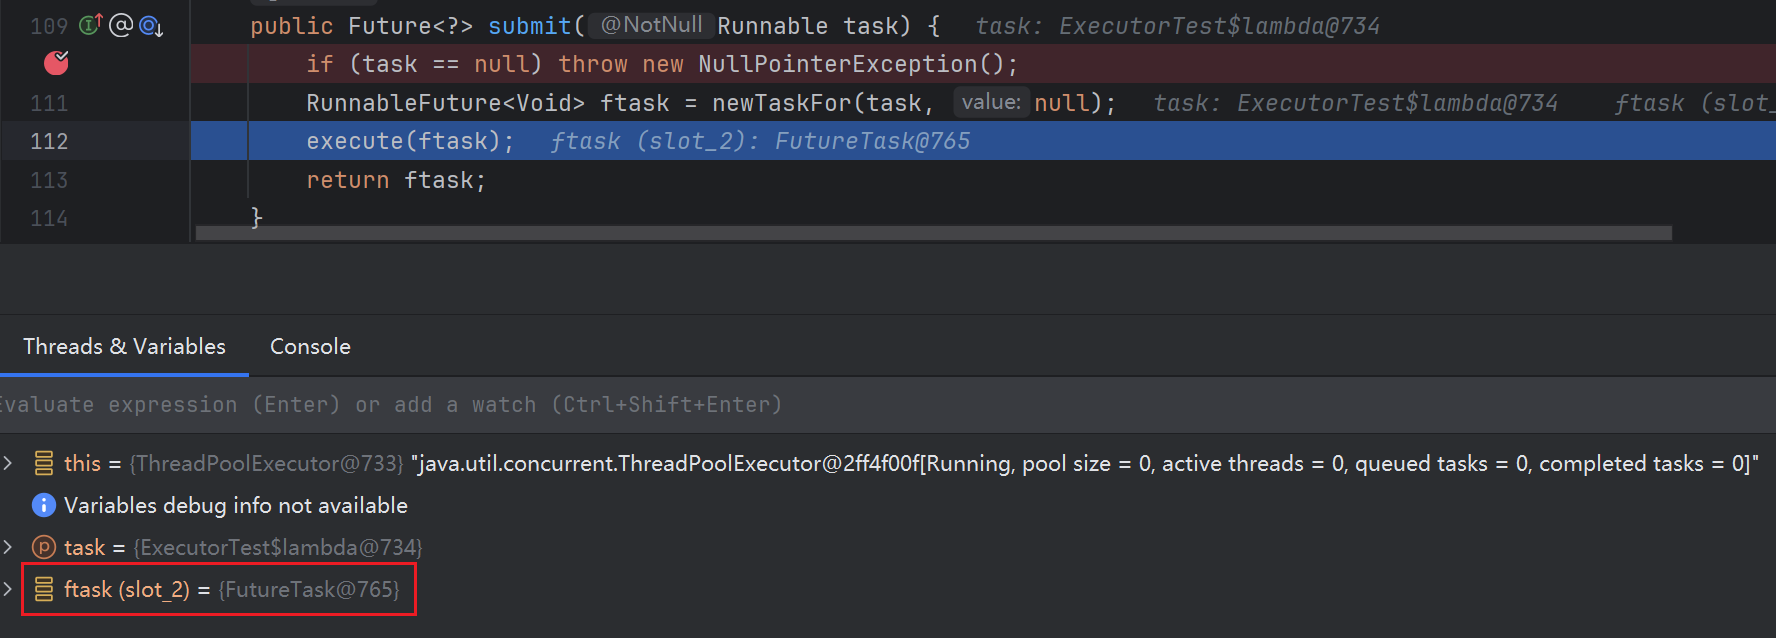 109 public Future<?> submit( @NotNull Runnable task) { task: ExecutorTest$lambda@734
if (task == null) throw new NullPointerException();
111 RunnableFuture<Void> ftask = newTaskFor(task, value: null); task: ExecutorTest$lambda@734 ftask (slot_
112 execute(ftask); ftask (slot_2): FutureTask@765
113 return ftask;
114 }
Threads & Variables Console
Evaluate expression (Enter) or add a watch (Ctrl+Shift+Enter)
this = {ThreadPoolExecutor@733} "java.util.concurrent.ThreadPoolExecutor@2ff4f00f[Running, pool size = 0, active threads = 0, queued tasks = 0, completed tasks = 0]"
Variables debug info not available
task = {ExecutorTest$lambda@734}
ftask (slot_2) = {FutureTask@765}